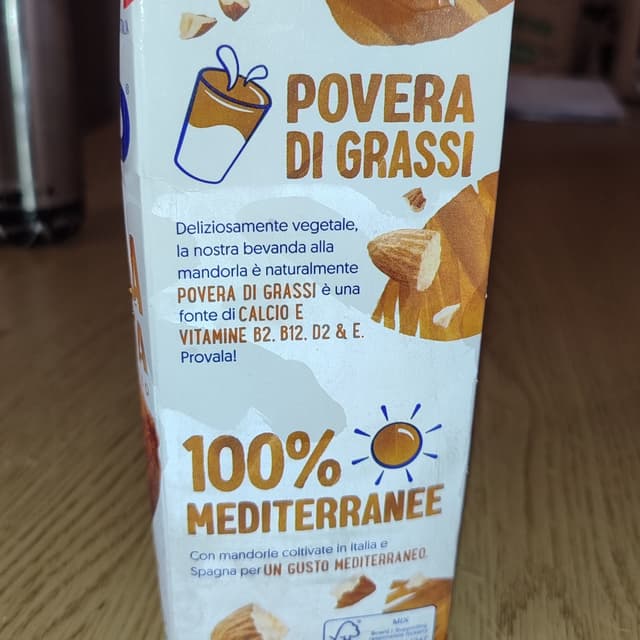 POVERA
DI GRASSI
Deliziosamente vegetale,
la nostra bevanda alla
mandorla è naturalmente
POVERA DI GRASSI è una
fonte di CALCIO E
VITAMINE B2, B12, D2 & E.
Provala!
100%
MEDITERRANEE
Con mandorle coltivate in Italia e
Spagna per UN GUSTO MEDITERRANEO.
MIX